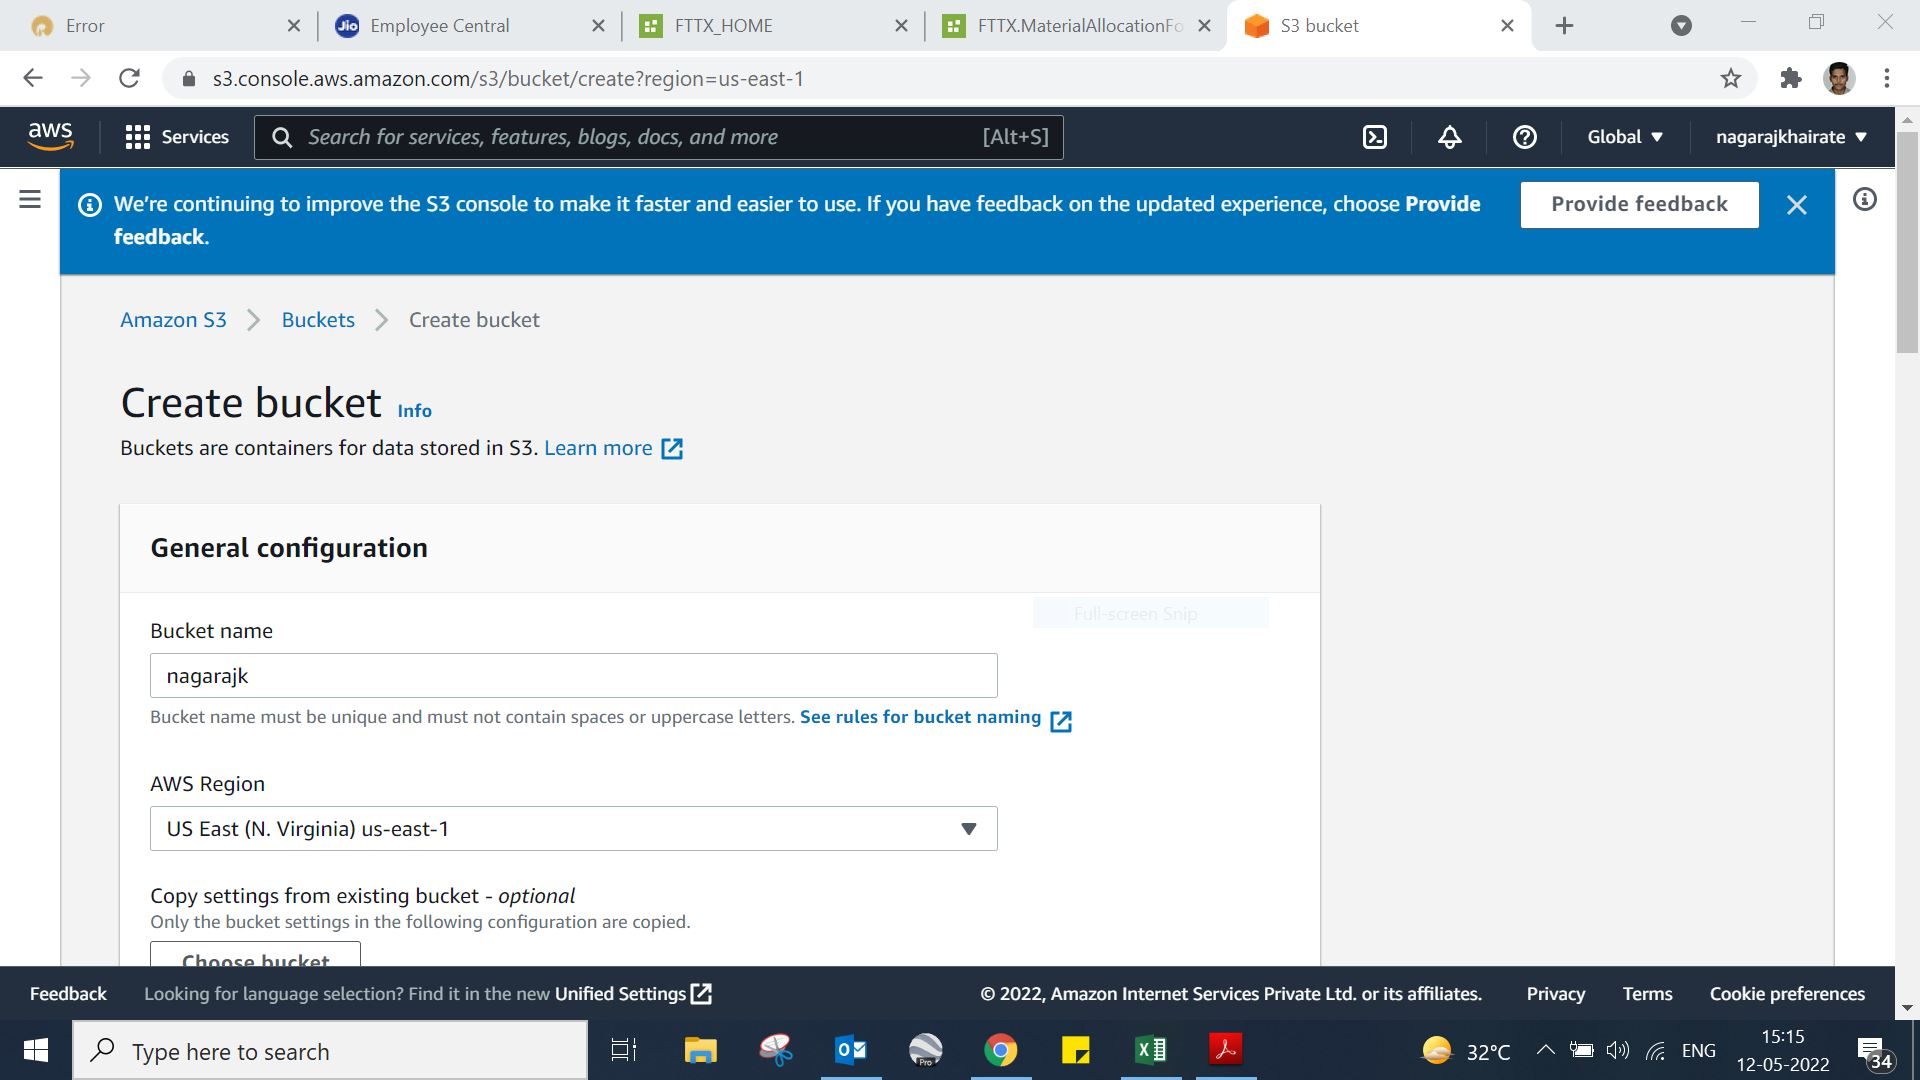 Error
Employee Central
FTTX_HOME
FTTX.MaterialAllocationFo
S3 bucket
s3.console.aws.amazon.com/s3/bucket/create?region=us-east-1
aws
Services
Search for services, features, blogs, docs, and more
[Alt+S]
Global
nagarajkhairate
We're continuing to improve the S3 console to make it faster and easier to use. If you have feedback on the updated experience, choose Provide
feedback.
Provide feedback
Amazon S3
Buckets
Create bucket
Create bucket
Info
Buckets are containers for data stored in S3. Learn more
General configuration
Full-screen Snip
Bucket name
nagarajk
Bucket name must be unique and must not contain spaces or uppercase letters. See rules for bucket naming
AWS Region
US East (N. Virginia) us-east-1
Copy settings from existing bucket - optional
Only the bucket settings in the following configuration are copied.
Choose bucket
Feedback
Looking for language selection? Find it in the new Unified Settings
© 2022, Amazon Internet Services Private Ltd. or its affiliates.
Privacy
Terms
Cookie preferences
Type here to search
Pro
32°C
ENG
15:15
12-05-2022
34
Jio